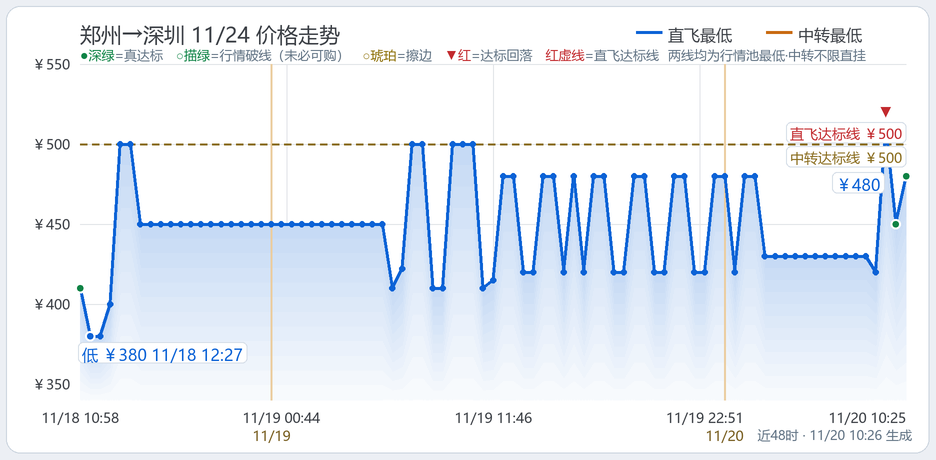 郑州→深圳 11/24 价格走势
直飞最低 中转最低
●深绿=真达标 ○描绿=行情破线（未必可购） ○琥珀=擦边 ▼红=达标回落 红虚线=直飞达标线 两线均为行情池最低·中转不限直挂
¥550
¥500
¥450
¥400
¥350
直飞达标线 ¥500
中转达标线 ¥500
¥480
低 ¥380 11/18 12:27
11/18 10:58 11/19 00:44 11/19 11:46 11/19 22:51 11/20 10:25
11/19 11/20 近48时 · 11/20 10:26 生成